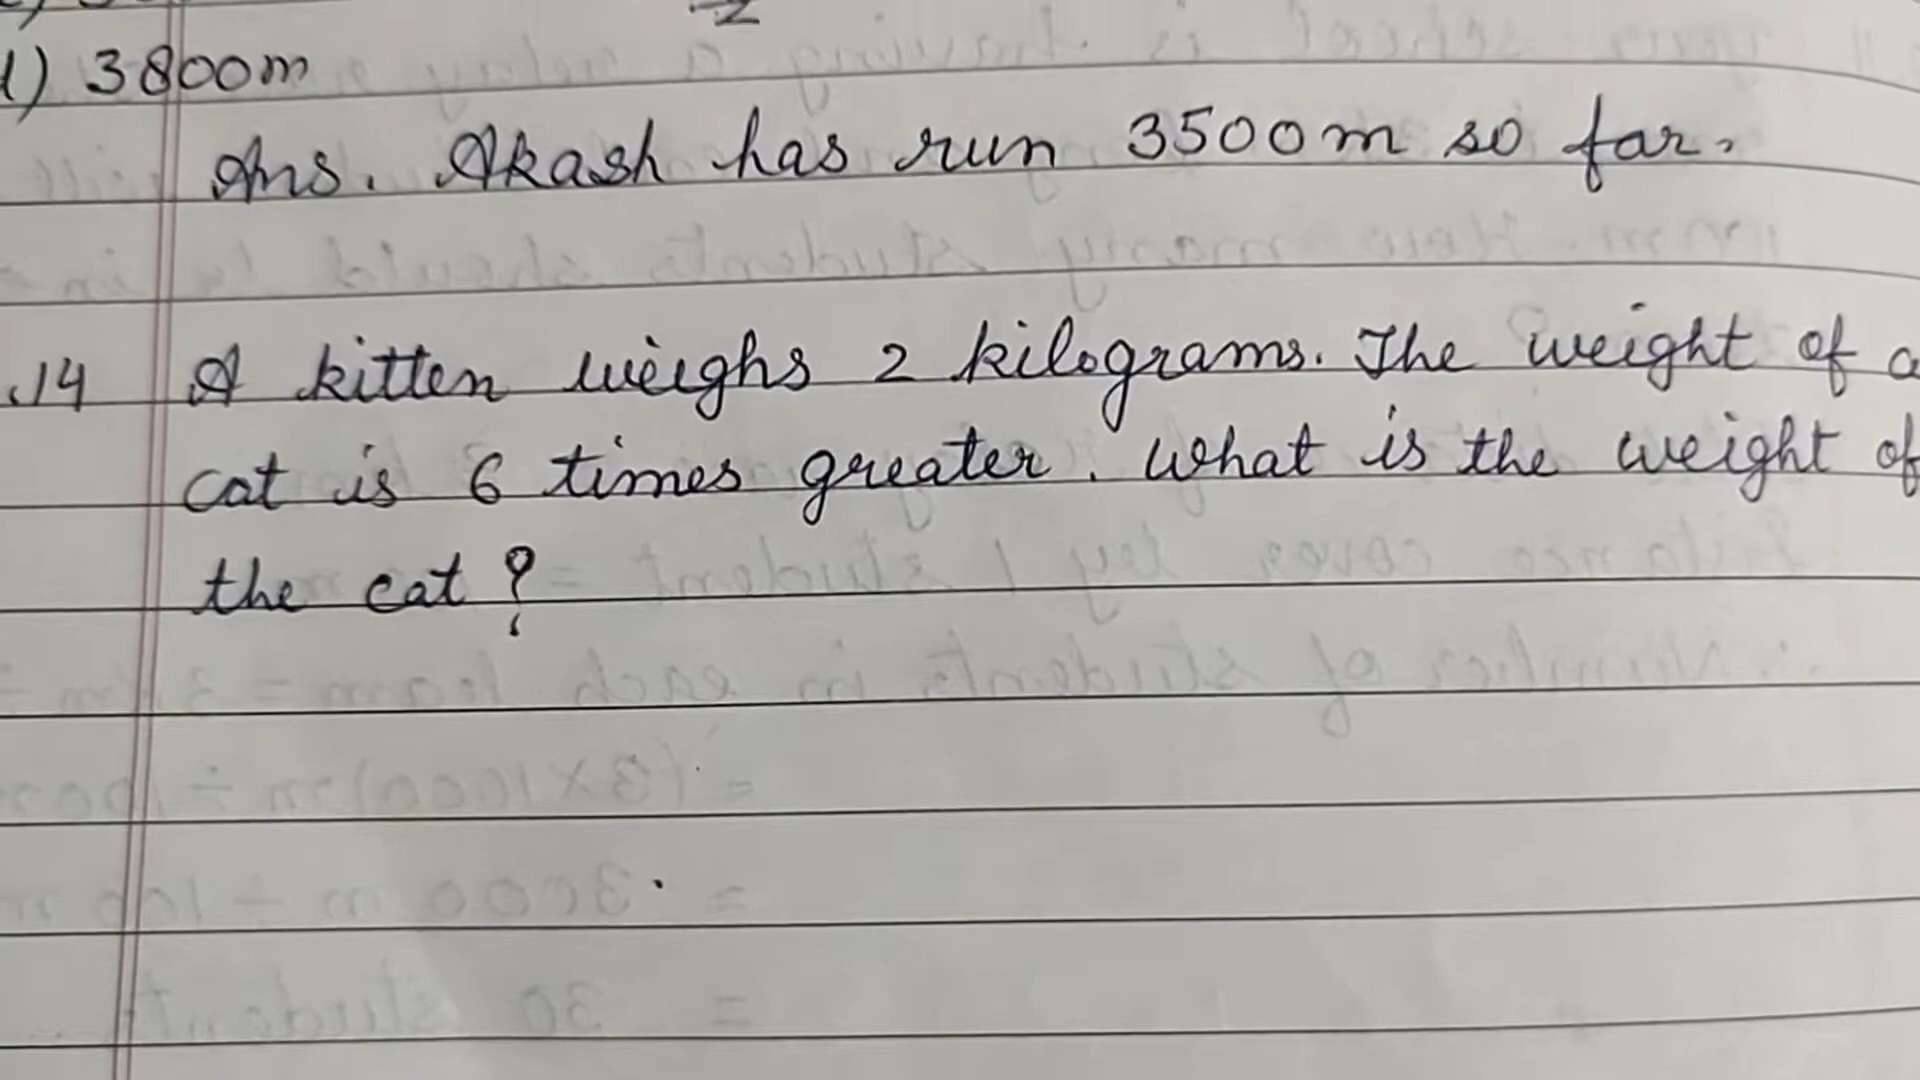 ) 3800m
Ans. Akash has run 3500m so far.
.14 A kitten weighs 2 kilograms. The weight of a
cat is 6 times greater. What is the weight of
the cat ?